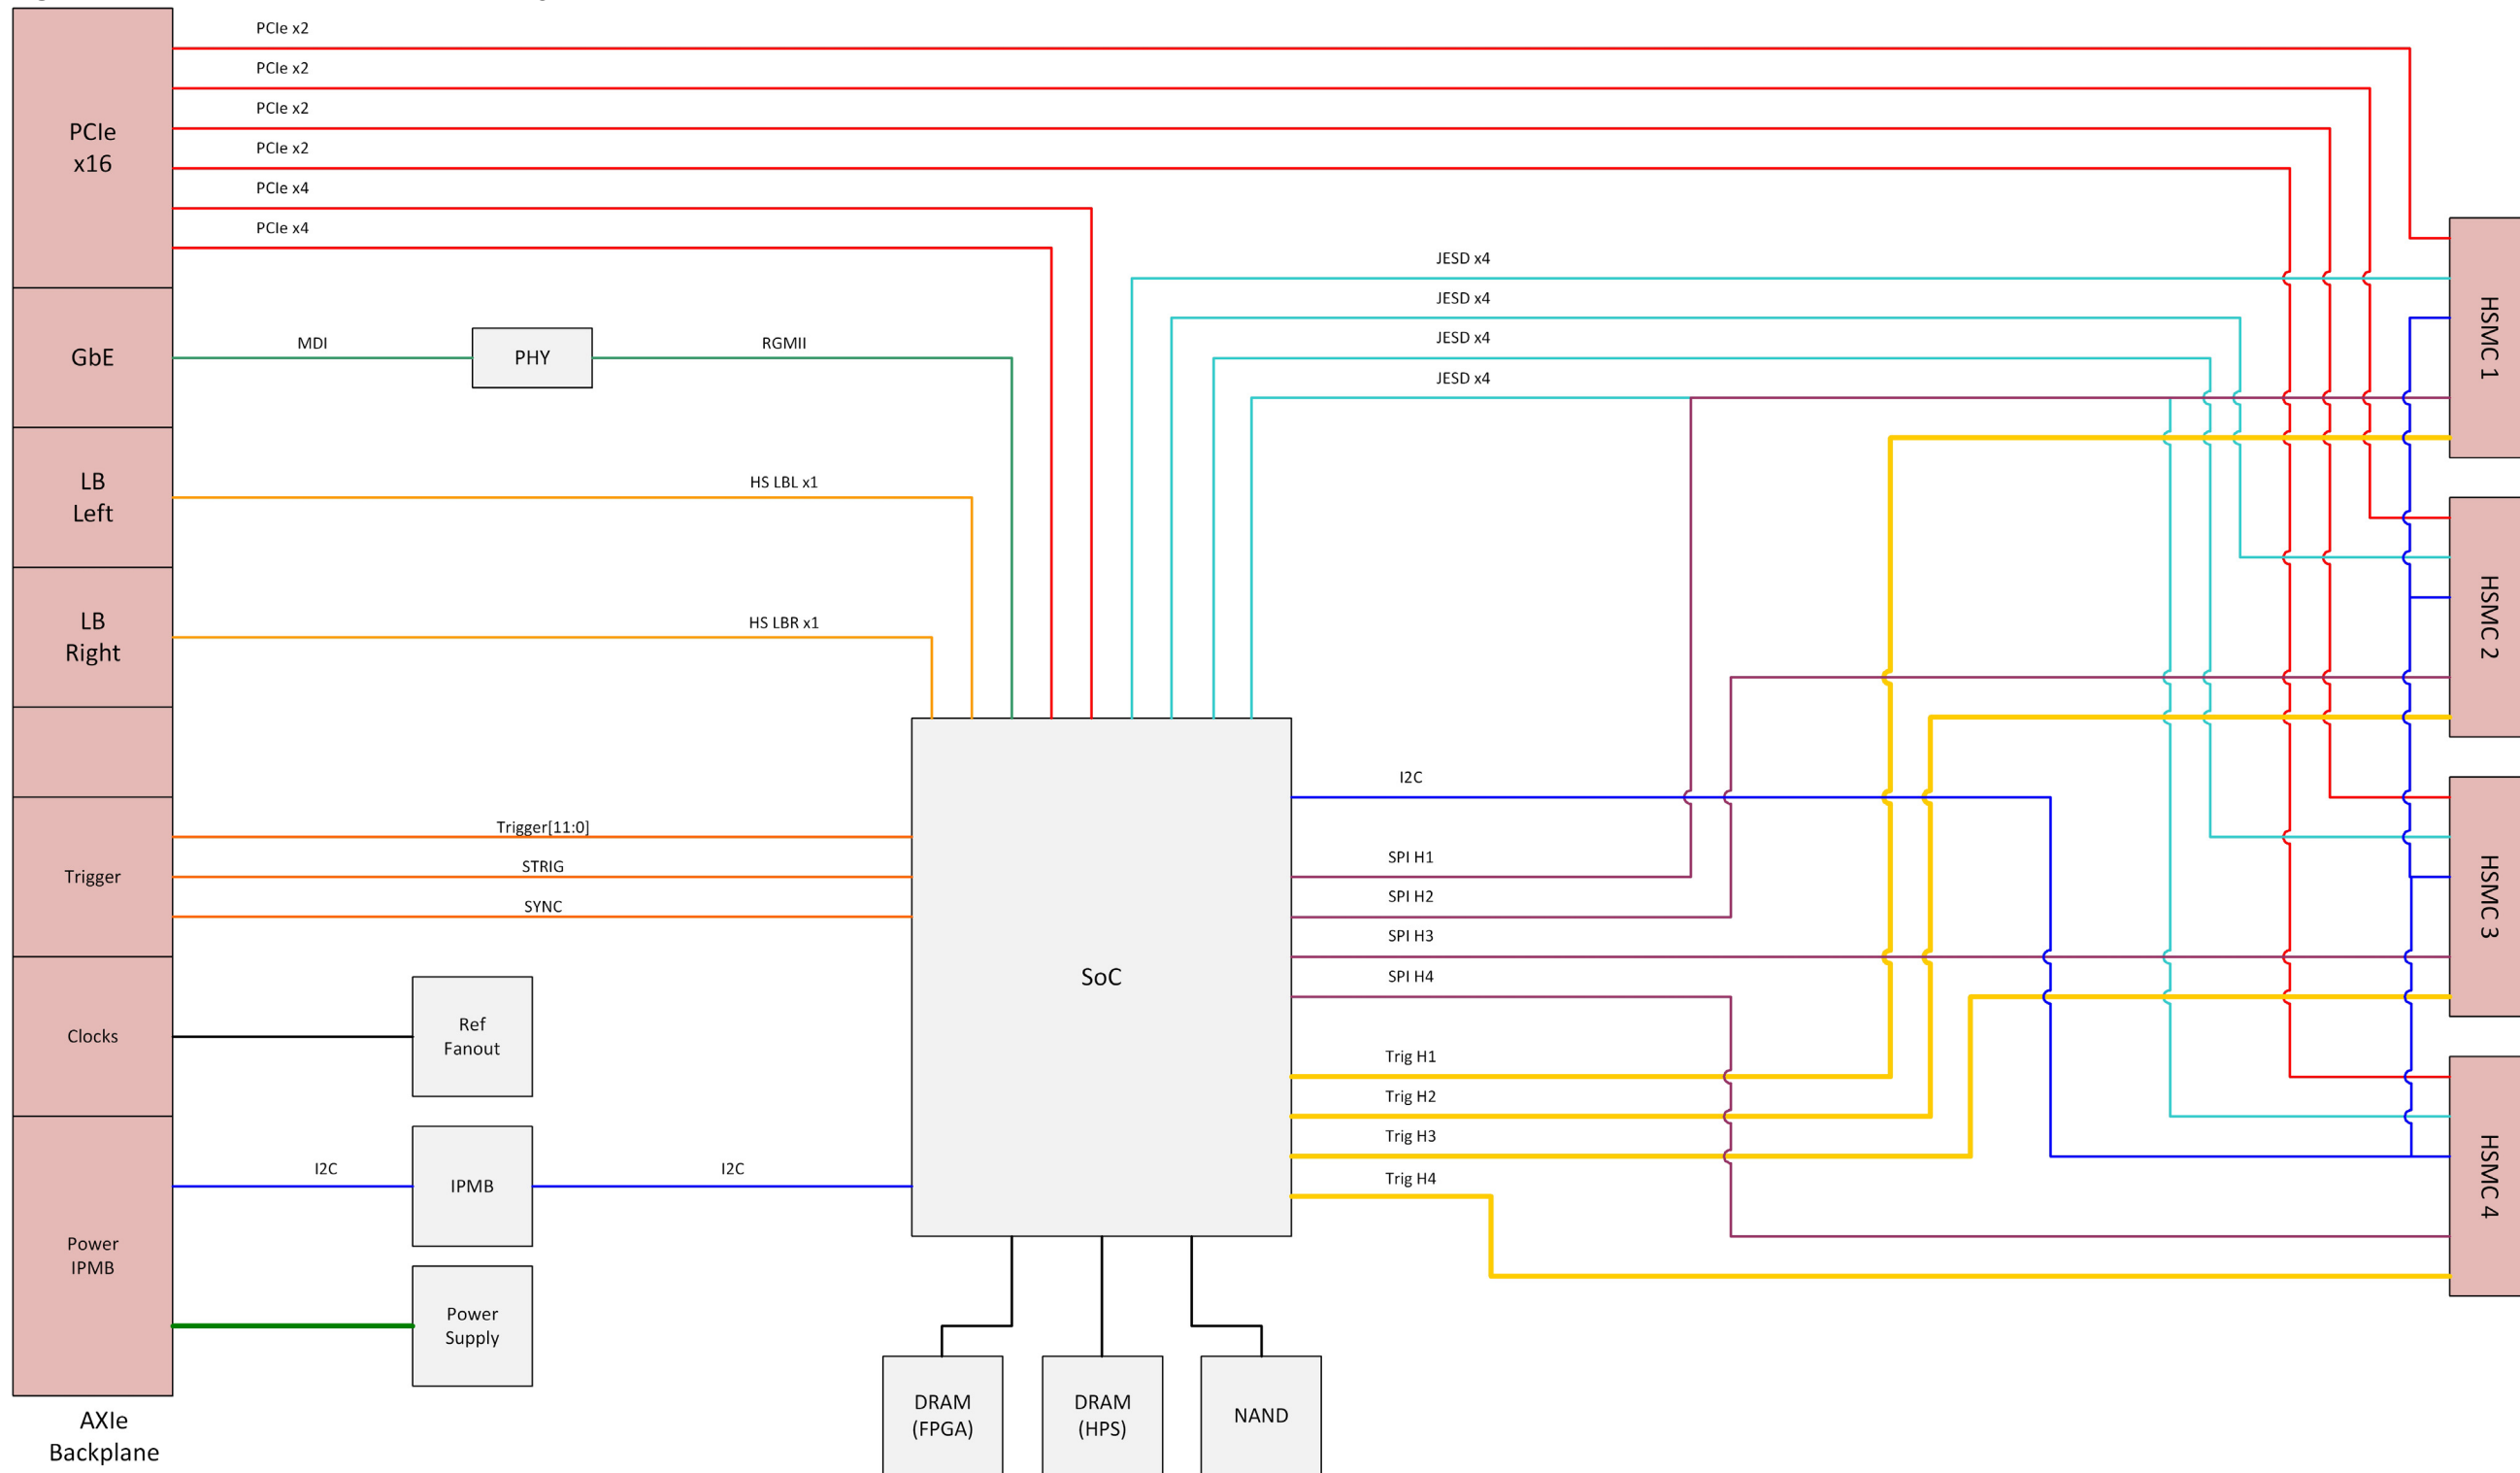 PCIe x2
PCIe x2
PCIe x2
PCIe x2
PCIe x4
PCIe x4
PCIe
x16
GbE
MDI
PHY
RGMII
LB
Left
HS LBL x1
LB
Right
HS LBR x1
Trigger
Trigger[11:0]
STRIG
SYNC
Clocks
Ref
Fanout
Power
IPMB
I2C
IPMB
I2C
Power
Supply
AXIe
Backplane
SoC
DRAM
(FPGA)
DRAM
(HPS)
NAND
JESD x4
JESD x4
JESD x4
JESD x4
I2C
SPI H1
SPI H2
SPI H3
SPI H4
Trig H1
Trig H2
Trig H3
Trig H4
HSMC 1
HSMC 2
HSMC 3
HSMC 4